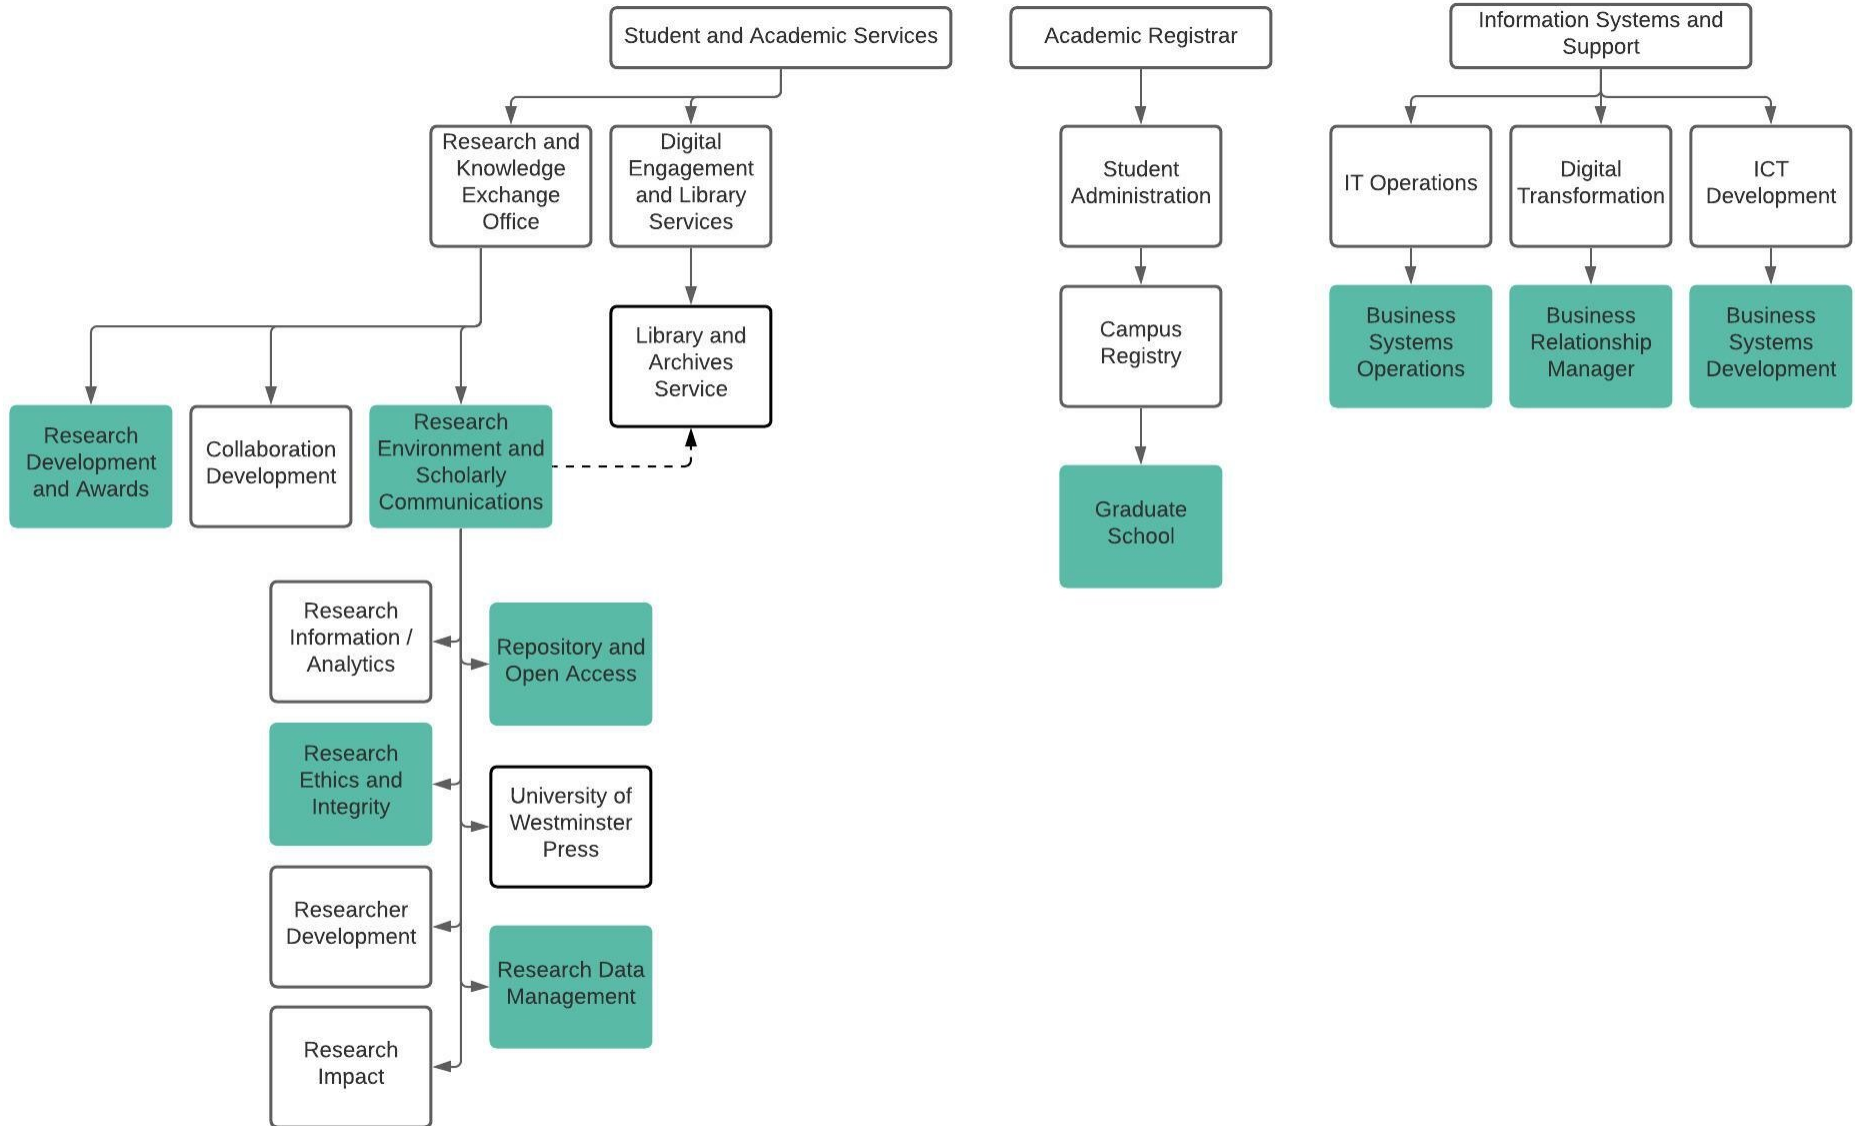 Student and Academic Services
Academic Registrar
Information Systems and
Support
Research and
Knowledge
Exchange
Office
Digital
Engagement
and Library
Services
Student
Administration
IT Operations
Digital
Transformation
ICT
Development
Library and
Archives
Service
Campus
Registry
Business
Systems
Operations
Business
Relationship
Manager
Business
Systems
Development
Research
Development
and Awards
Collaboration
Development
Research
Environment and
Scholarly
Communications
Graduate
School
Research
Information /
Analytics
Repository and
Open Access
Research
Ethics and
Integrity
University of
Westminster
Press
Researcher
Development
Research Data
Management
Research
Impact